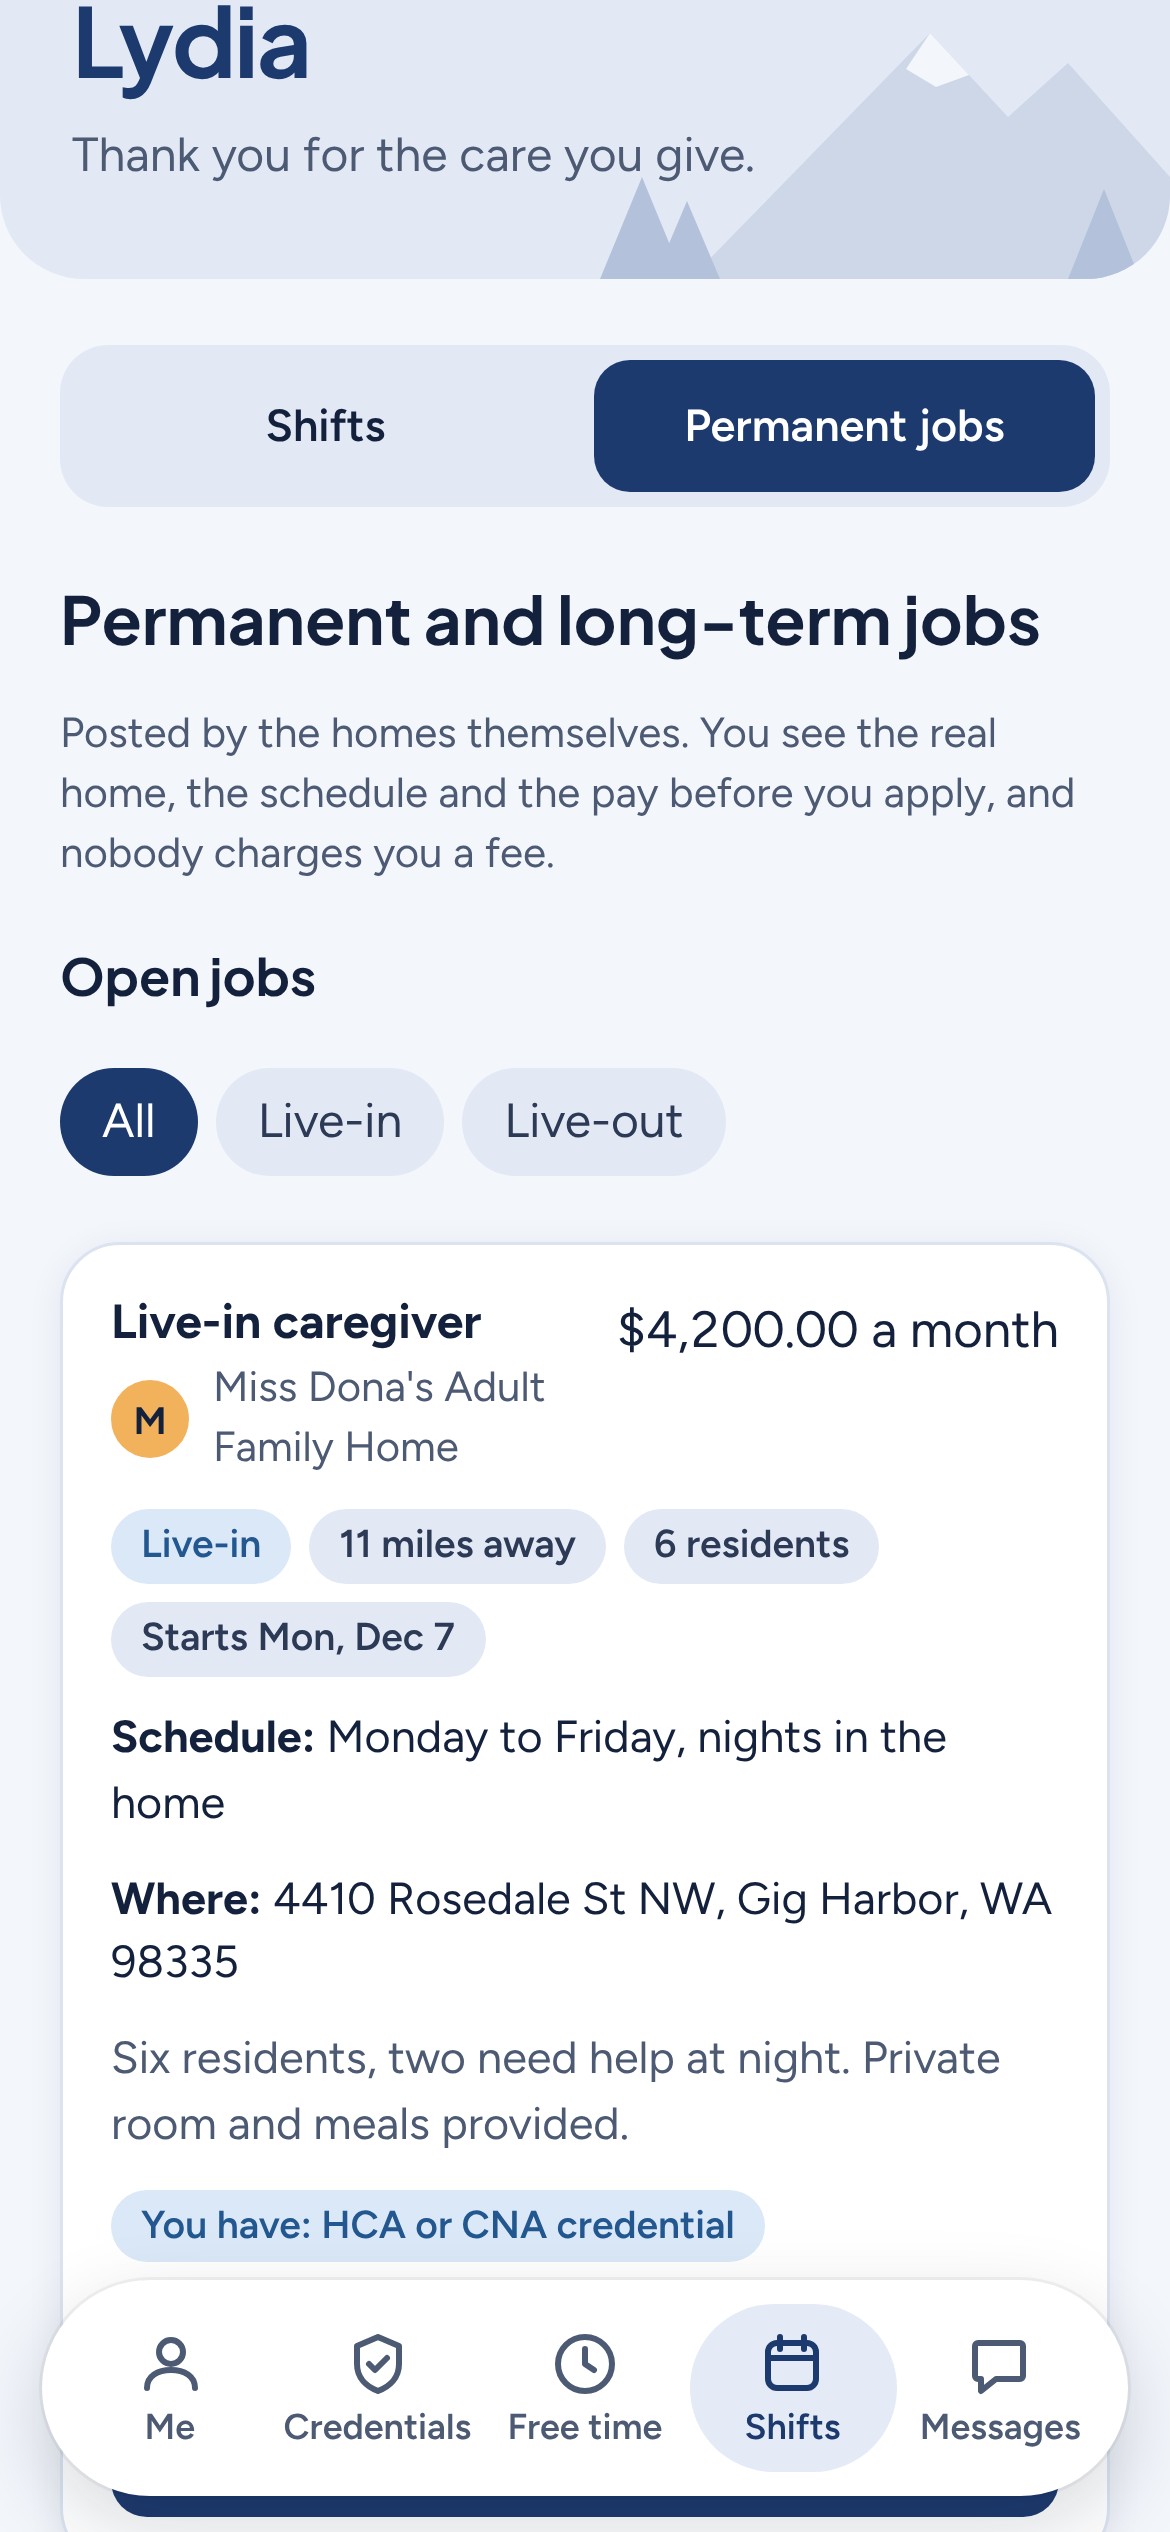 Lydia
Thank you for the care you give.
Shifts
Permanent jobs
Permanent and long-term jobs
Posted by the homes themselves. You see the real
home, the schedule and the pay before you apply, and
nobody charges you a fee.
Open jobs
All
Live-in
Live-out
Live-in caregiver
$4,200.00 a month
M
Miss Dona's Adult
Family Home
Live-in
11 miles away
6 residents
Starts Mon, Dec 7
Schedule: Monday to Friday, nights in the
home
Where: 4410 Rosedale St NW, Gig Harbor, WA
98335
Six residents, two need help at night. Private
room and meals provided.
You have: HCA or CNA credential
Me
Credentials
Free time
Shifts
Messages